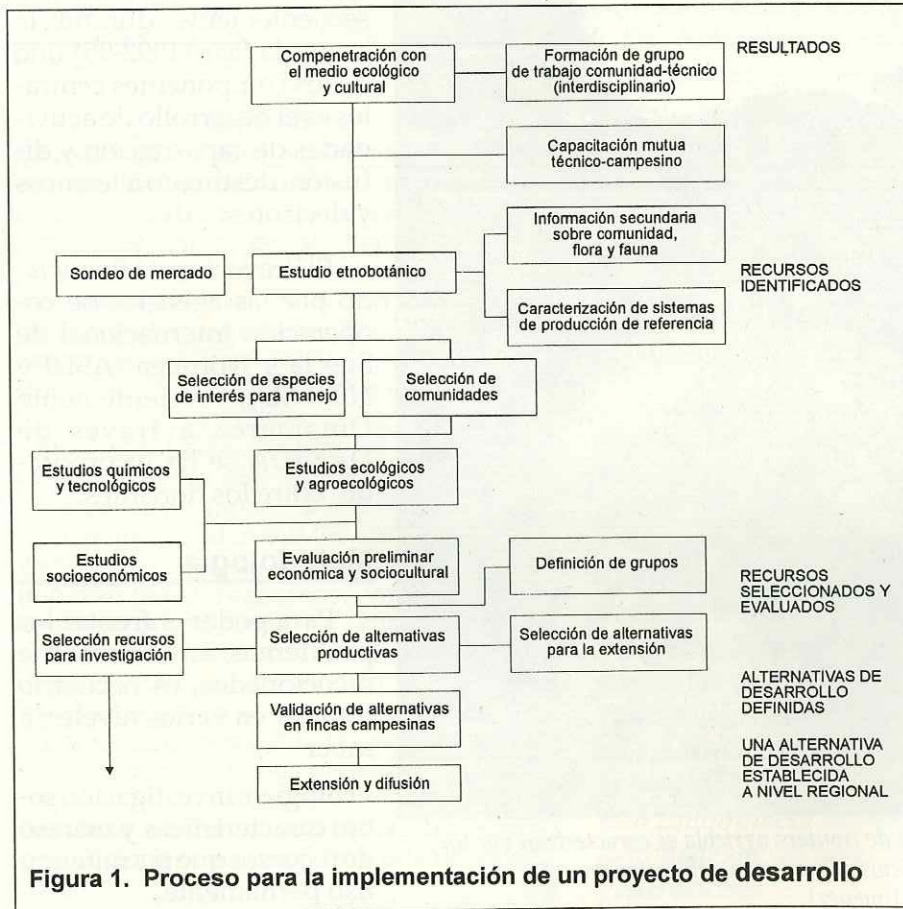 Compenetración con
el medio ecológico
y cultural
Formación de grupo
de trabajo comunidad-técnico
(interdisciplinario)
RESULTADOS
Capacitación mutua
técnico-campesino
Información secundaria
sobre comunidad,
flora y fauna
Sondeo de mercado
Estudio etnobotánico
RECURSOS
IDENTIFICADOS
Caracterización de sistemas
de producción de referencia
Selección de especies
de interés para manejo
Selección de
comunidades
Estudios químicos
y tecnológicos
Estudios ecológicos
y agroecológicos
Estudios
socioeconómicos
Evaluación preliminar
económica y sociocultural
Definición de grupos
RECURSOS
SELECCIONADOS Y
EVALUADOS
Selección recursos
para investigación
Selección de alternativas
productivas
Selección de alternativas
para la extensión
ALTERNATIVAS DE
DESARROLLO
DEFINIDAS
Validación de alternativas
en fincas campesinas
UNA ALTERNATIVA
DE DESARROLLO
ESTABLECIDA
A NIVEL REGIONAL
Extensión y difusión
Figura 1. Proceso para la implementación de un proyecto de desarrollo